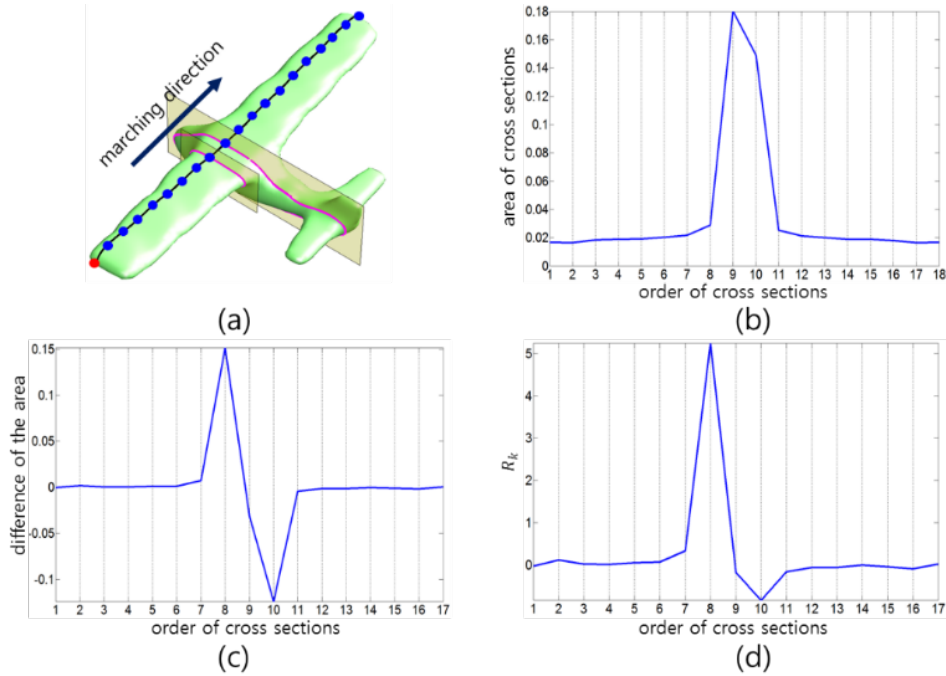 marching direction
(a)
area of cross sections
0.18
0.16
0.14
0.12
0.1
0.08
0.06
0.04
0.02
0
1 2 3 4 5 6 7 8 9 10 11 12 13 14 15 16 17 18
order of cross sections
(b)
difference of the area
0.15
0.1
0.05
0
-0.05
-0.1
1 2 3 4 5 6 7 8 9 10 11 12 13 14 15 16 17
order of cross sections
(c)
R_k
5
4
3
2
1
0
1 2 3 4 5 6 7 8 9 10 11 12 13 14 15 16 17
order of cross sections
(d)